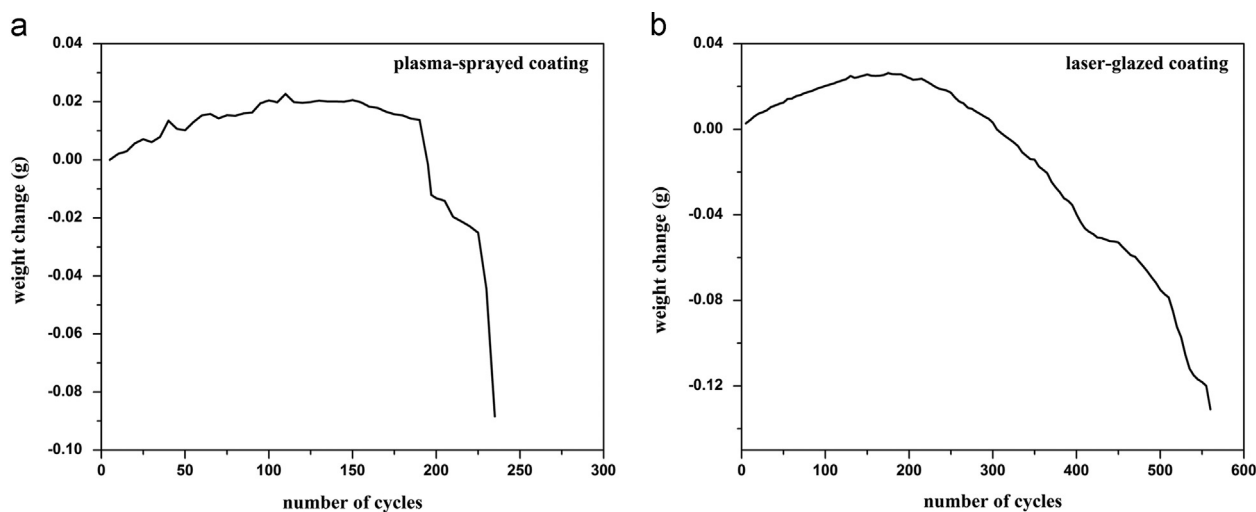 a
plasma-sprayed coating
0.04
0.02
0.00
-0.02
-0.04
-0.06
-0.08
-0.10
weight change (g)
0 50 100 150 200 250 300
number of cycles
b
laser-glazed coating
0.04
0.00
-0.04
-0.08
-0.12
weight change (g)
0 100 200 300 400 500 600
number of cycles